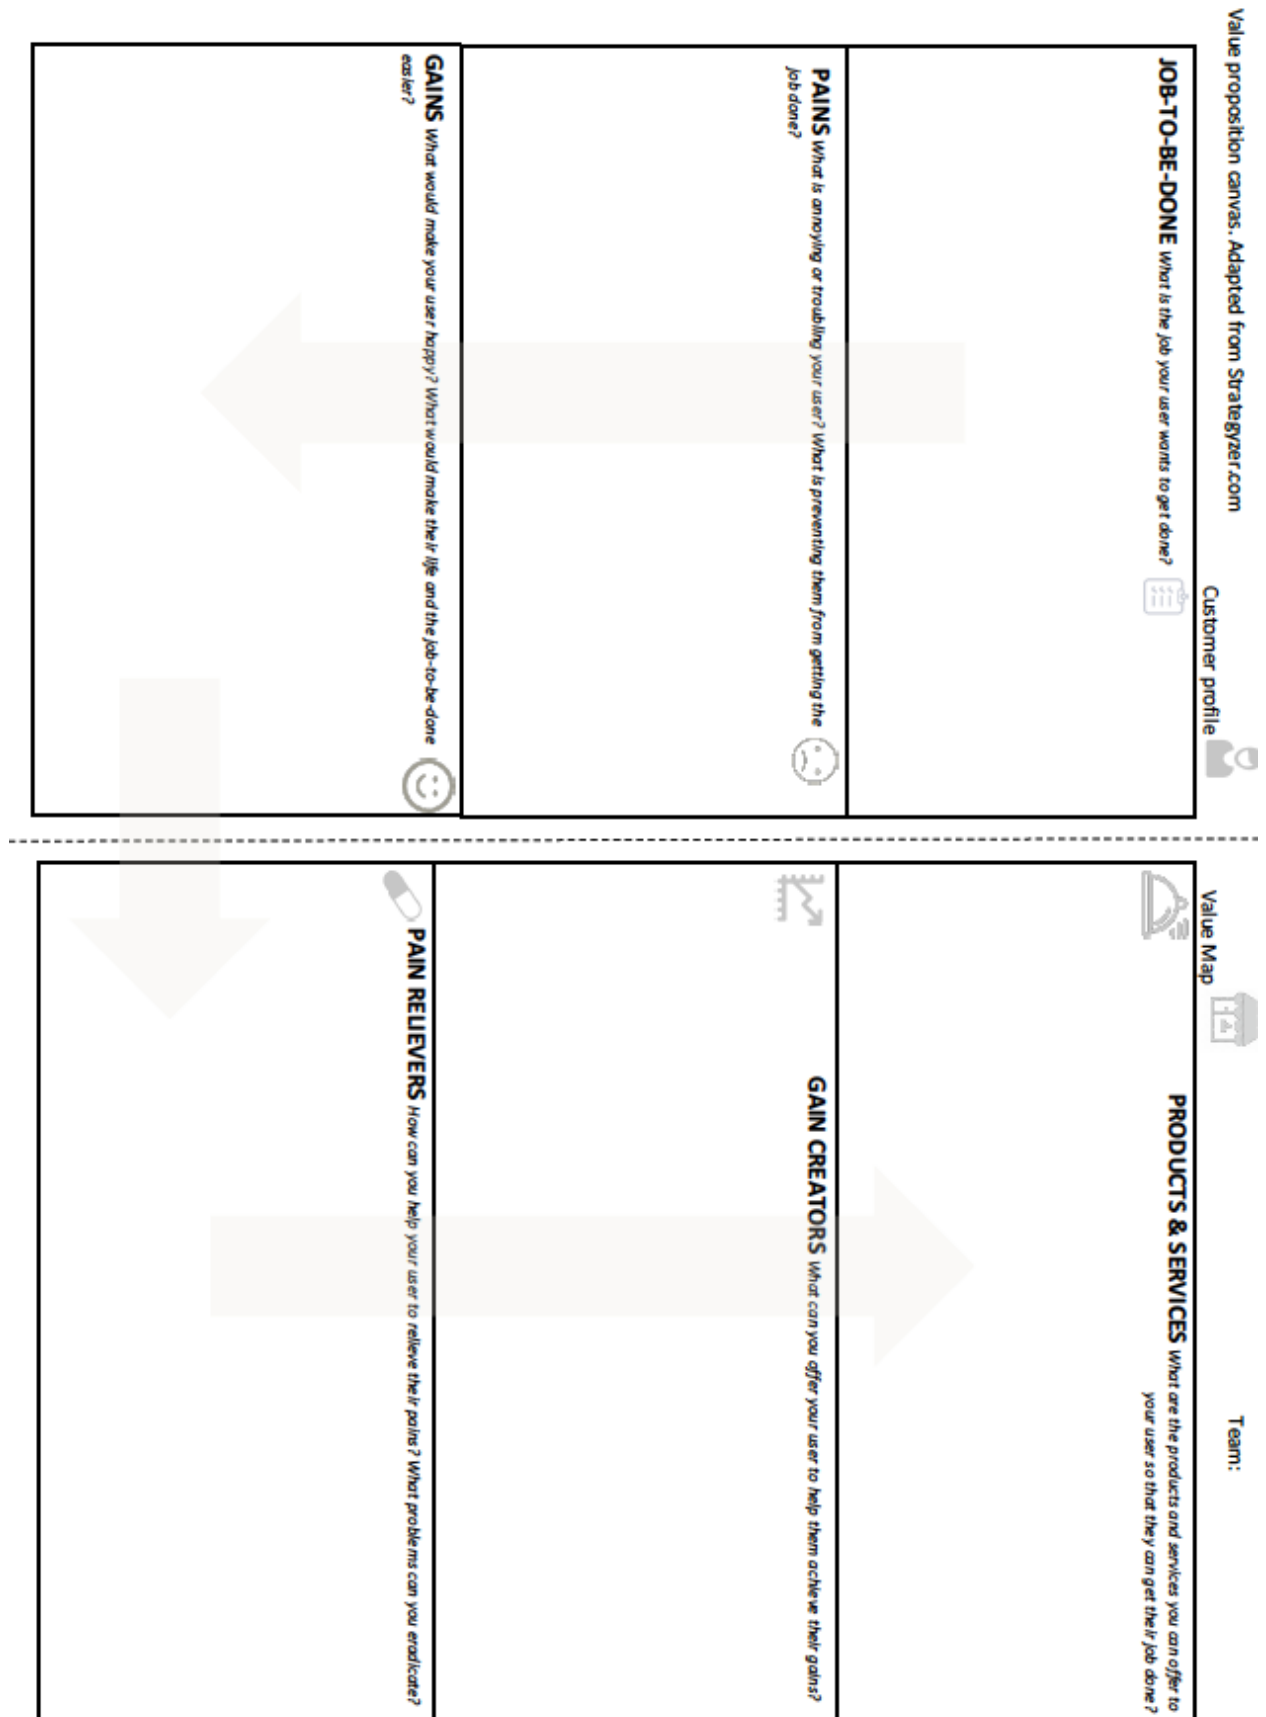 Value proposition canvas. Adapted from Strategyzer.com
Team:
Customer profile
Value Map
JOB-TO-BE-DONE What is the job your user wants to get done?
PAINS What is annoying or troubling your user? What is preventing them from getting the
job done?
GAINS What would make your user happy? What would make their life and the job-to-be-done
easier?
PRODUCTS & SERVICES What are the products and services you can offer to
your user so that they can get their job done?
GAIN CREATORS What can you offer your user to help them achieve their gains?
PAIN RELIEVERS How can you help your user to relieve their pains? What problems can you eradicate?